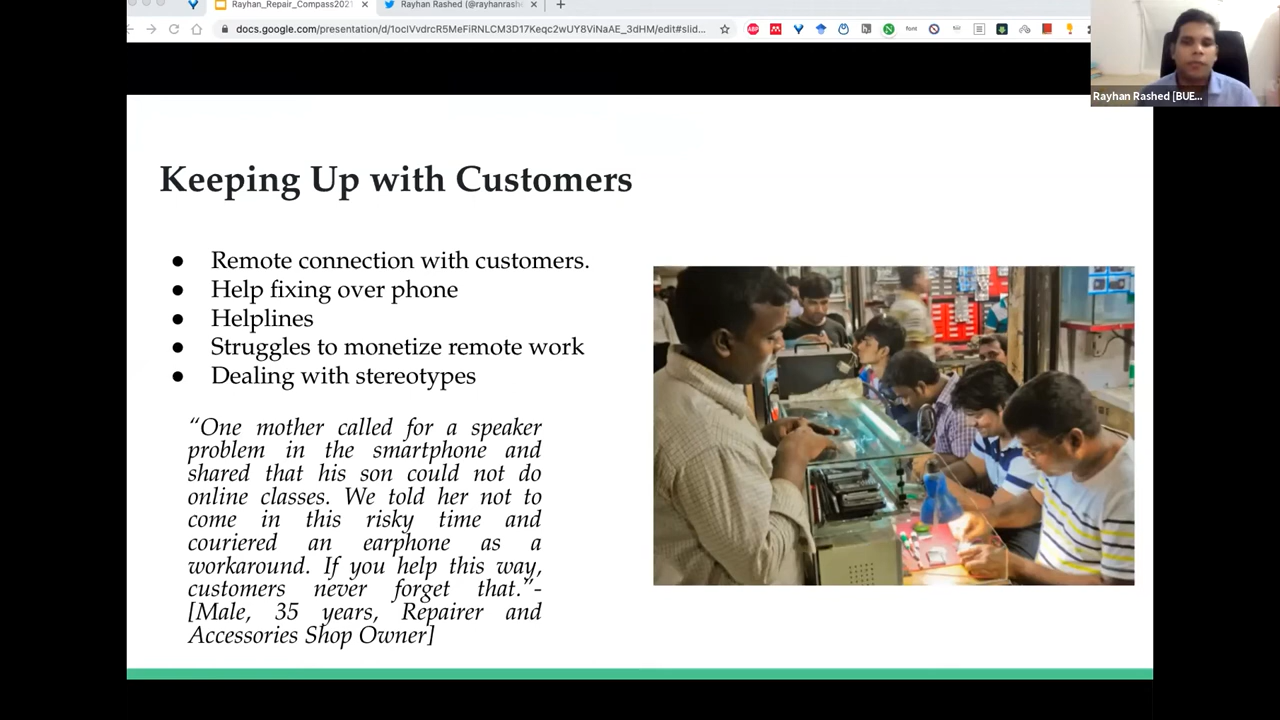 Rayhan_Repair_Compass2021
Rayhan Rashed (@rayhanrashe
docs.google.com/presentation/d/1ocIVvdrcR5MeFiRNLCM3D17Keqc2wUY8ViNaAE_3dHM/edit#slid...
Rayhan Rashed [BUE...
Keeping Up with Customers
● Remote connection with customers.
● Help fixing over phone
● Helplines
● Struggles to monetize remote work
● Dealing with stereotypes
“One mother called for a speaker
problem in the smartphone and
shared that his son could not do
online classes. We told her not to
come in this risky time and
couriered an earphone as a
workaround. If you help this way,
customers never forget that.”-
[Male, 35 years, Repairer and
Accessories Shop Owner]